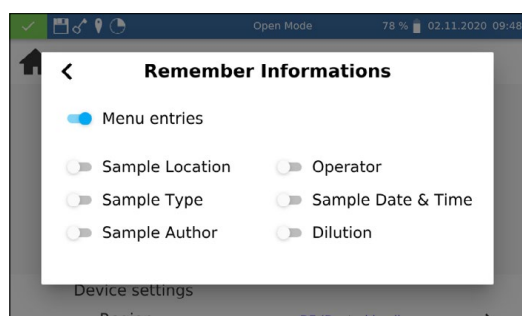 Open Mode 78 % 02.11.2020 09:48
Remember Informations
Menu entries
Sample Location Operator
Sample Type Sample Date & Time
Sample Author Dilution
Device settings